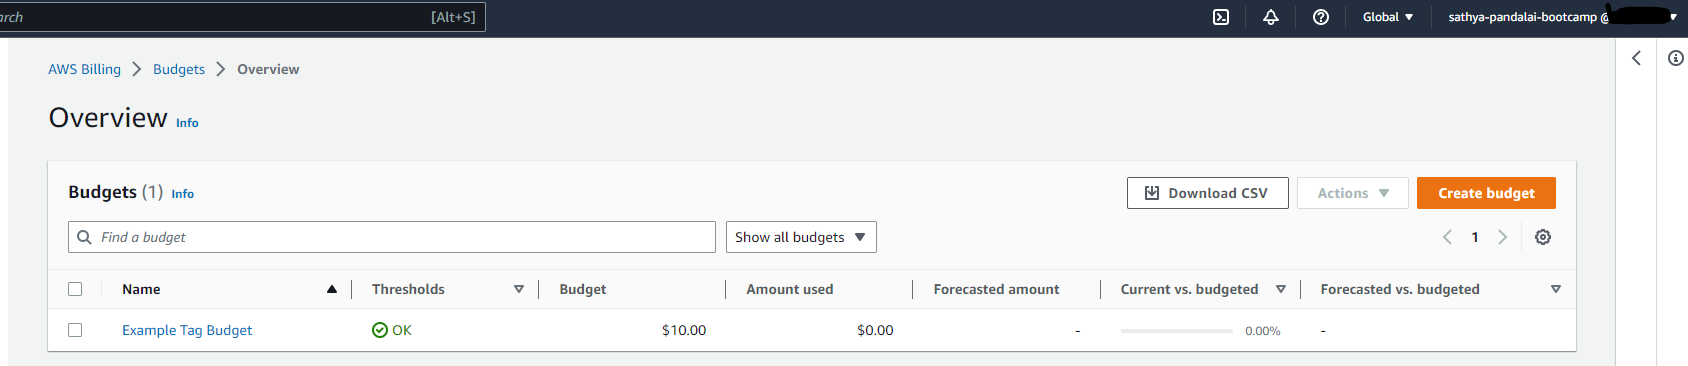 arch [Alt+S] Global sathya-pandalai-bootcamp @
AWS Billing Budgets Overview
Overview Info
Budgets (1) Info Download CSV Actions Create budget
Find a budget Show all budgets 1
Name Thresholds Budget Amount used Forecasted amount Current vs. budgeted Forecasted vs. budgeted
Example Tag Budget OK $10.00 $0.00 - 0.00% -